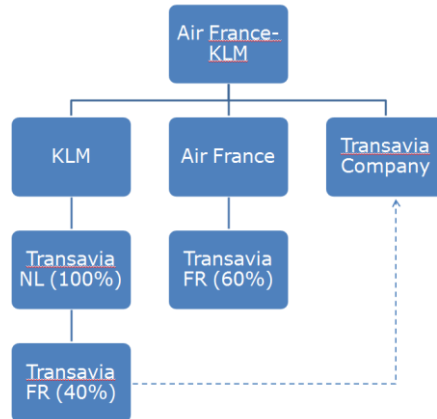 Air France-
KLM
KLM
Air France
Transavia
Company
Transavia
NL (100%)
Transavia
FR (60%)
Transavia
FR (40%)